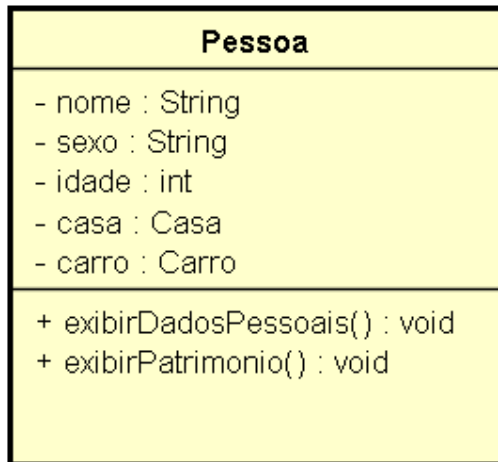 Pessoa
- nome : String
- sexo : String
- idade : int
- casa : Casa
- carro : Carro
+ exibirDadosPessoais() : void
+ exibirPatrimonio() : void